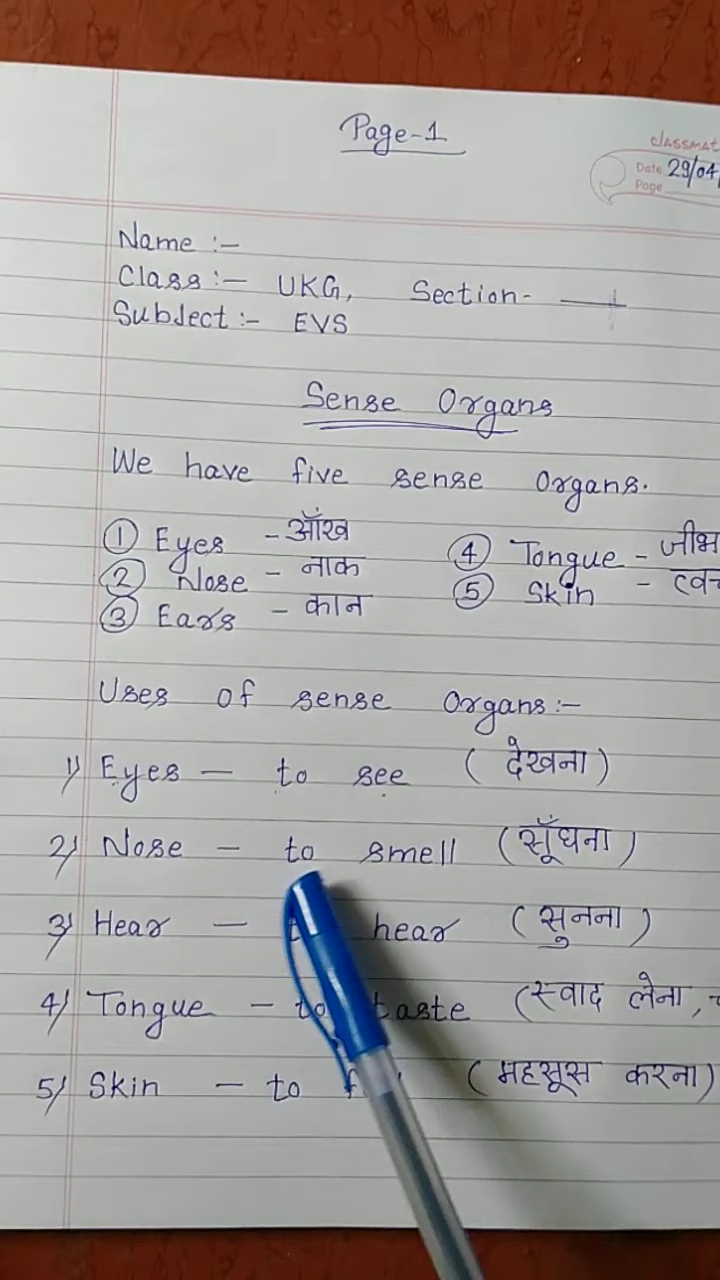 Page-1
classmat
Date 29/04/
Page
Name :-
Class:- UKG, Section- —
Subject:- EVS
Sense Organs
We have five sense organs.
① Eyes - आँख ④ Tongue - जीभ
② Nose - नाक ⑤ Skin -
③ Ears - कान
Uses of sense organs:-
1) Eyes - to see (देखना)
2) Nose - to smell (सूँघना)
3) Hear - hear (सुनना)
4) Tongue - to taste (स्वाद लेना,
5) Skin - to (महसूस करना)